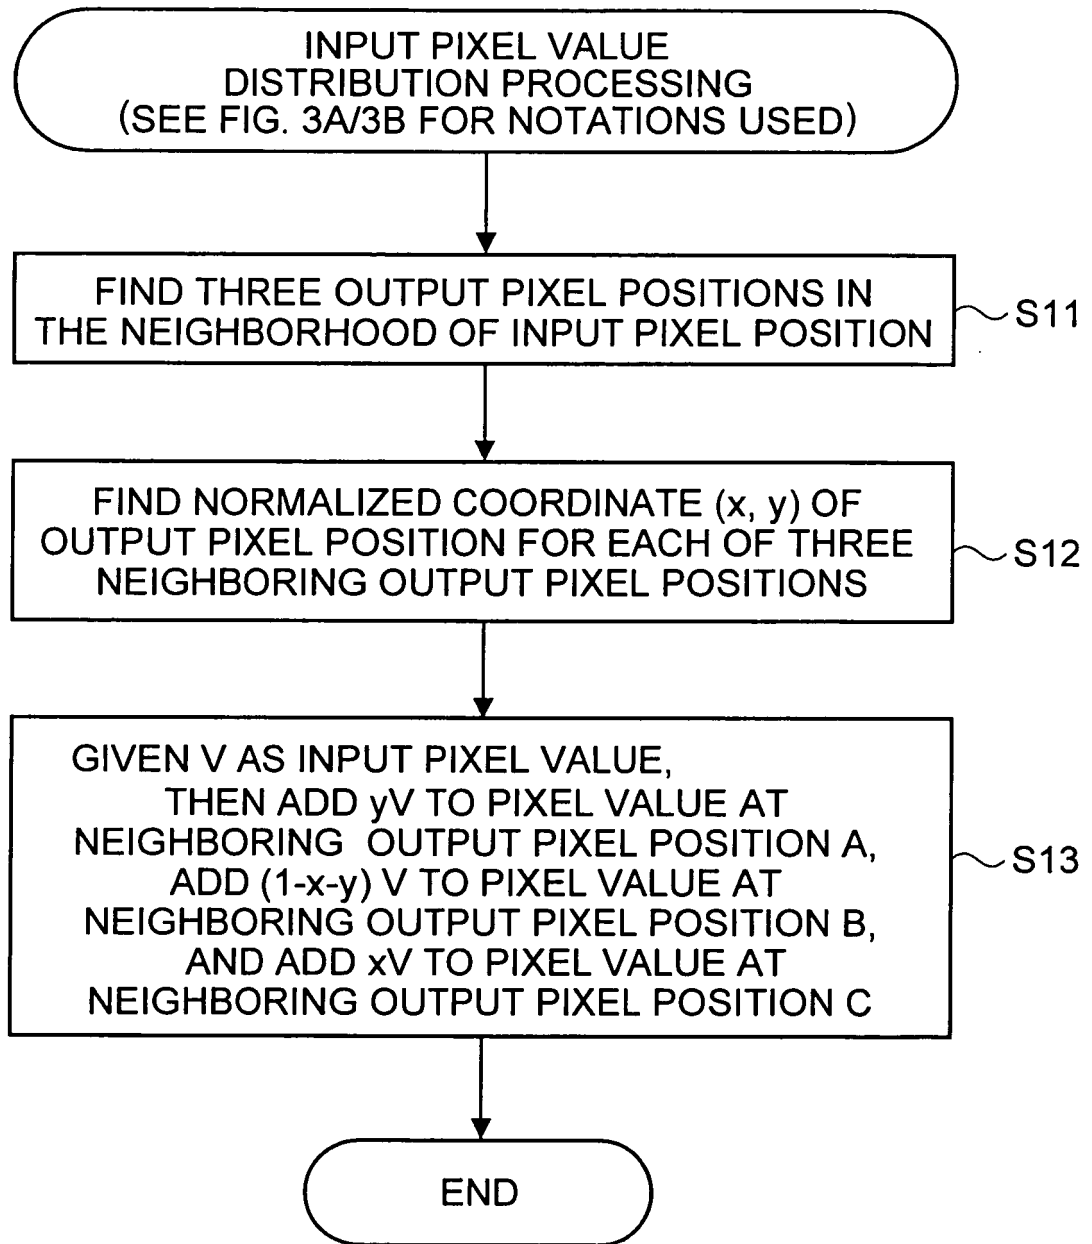 INPUT PIXEL VALUE
DISTRIBUTION PROCESSING
(SEE FIG. 3A/3B FOR NOTATIONS USED)
FIND THREE OUTPUT PIXEL POSITIONS IN
THE NEIGHBORHOOD OF INPUT PIXEL POSITION
S11
FIND NORMALIZED COORDINATE (x, y) OF
OUTPUT PIXEL POSITION FOR EACH OF THREE
NEIGHBORING OUTPUT PIXEL POSITIONS
S12
GIVEN V AS INPUT PIXEL VALUE,
THEN ADD yV TO PIXEL VALUE AT
NEIGHBORING OUTPUT PIXEL POSITION A,
ADD (1-x-y) V TO PIXEL VALUE AT
NEIGHBORING OUTPUT PIXEL POSITION B,
AND ADD xV TO PIXEL VALUE AT
NEIGHBORING OUTPUT PIXEL POSITION C
S13
END